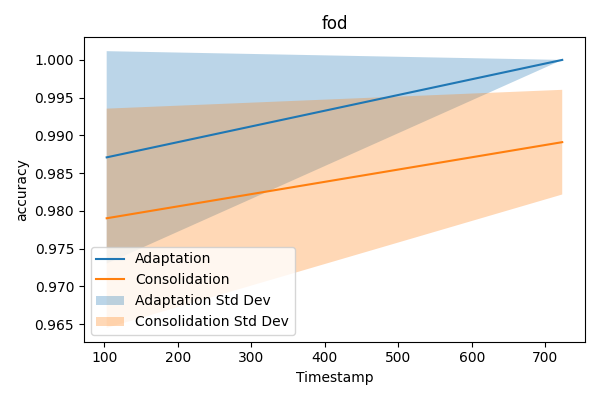 fod
accuracy
1.000
0.995
0.990
0.985
0.980
0.975
0.970
0.965
Adaptation
Consolidation
Adaptation Std Dev
Consolidation Std Dev
100 200 300 400 500 600 700
Timestamp